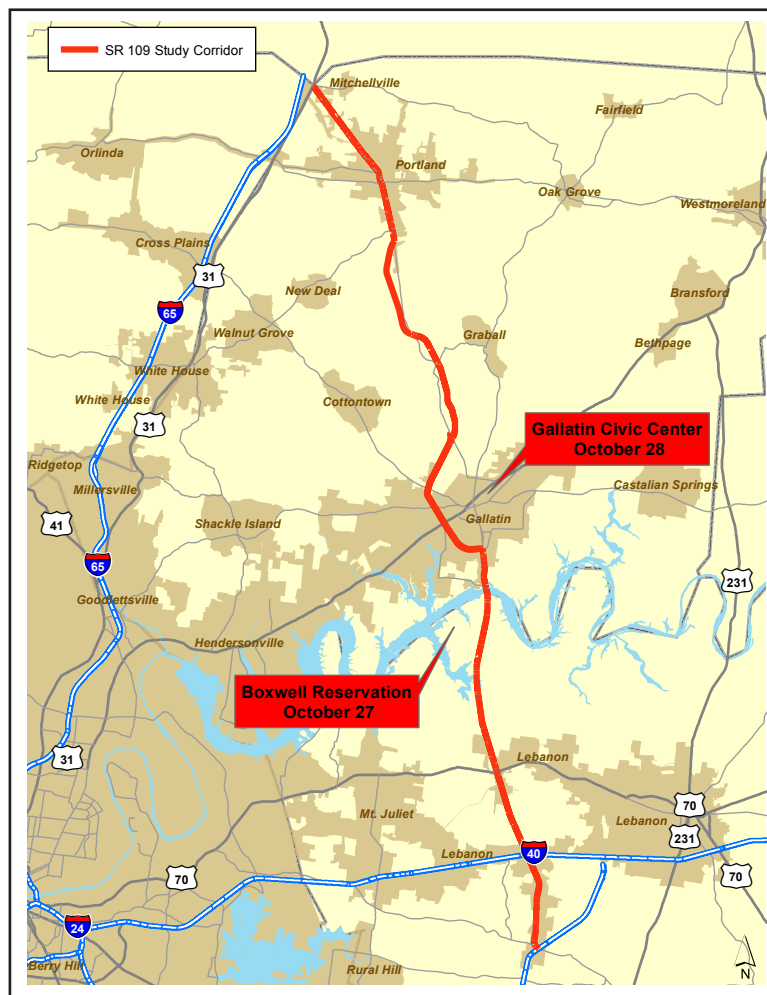 SR 109 Study Corridor
Mitchellville
Fairfield
Orlinda
Portland
Oak Grove
Westmoreland
Cross Plains
31
New Deal
Bransford
65
Walnut Grove
Graball
Bethpage
White House
White House
Cottontown
31
Gallatin Civic Center
October 28
Ridgetop
Millersville
Castalian Springs
41
Shackle Island
Gallatin
65
231
Goodlettsville
Hendersonville
Boxwell Reservation
October 27
31
Lebanon
70
Mt. Juliet
Lebanon
231
Lebanon
40
70
70
24
Berry Hill
Rural Hill
N